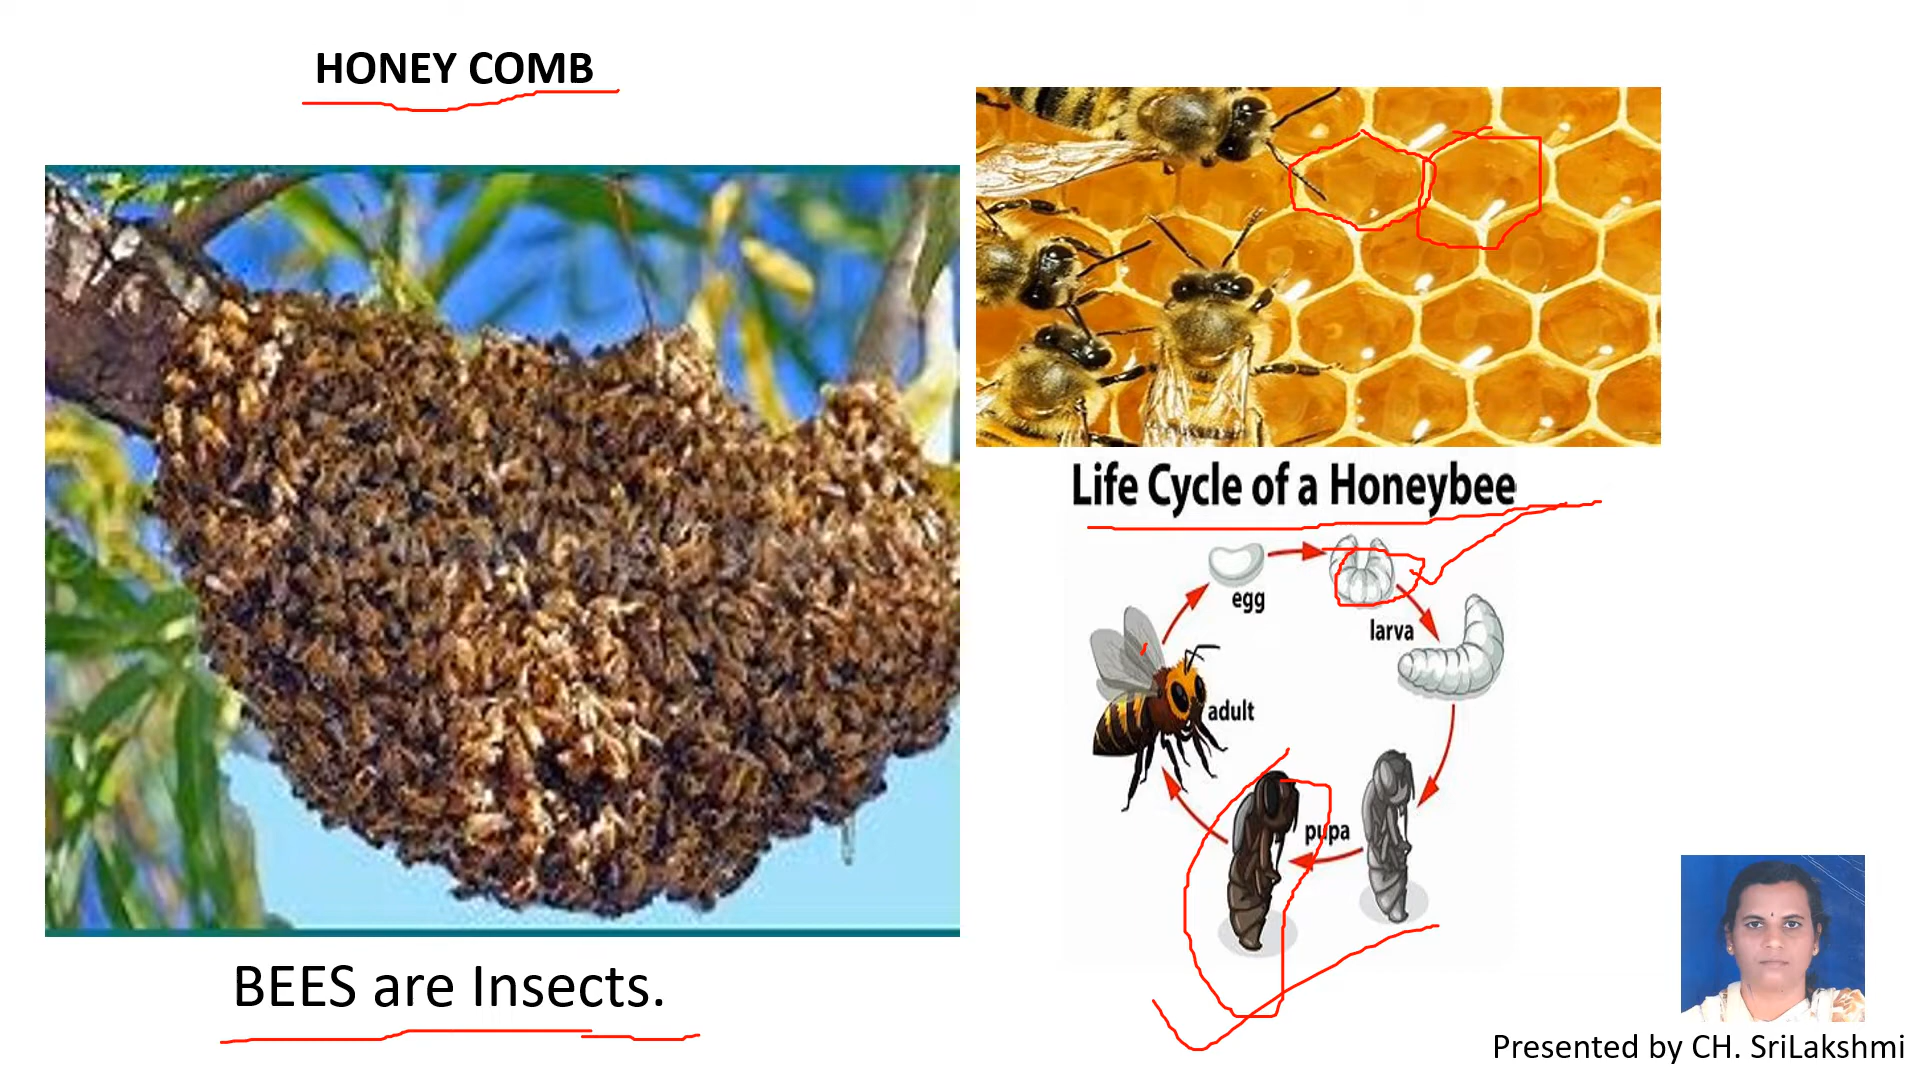 HONEY COMB
BEES are Insects.
Life Cycle of a Honeybee
egg
larva
adult
pupa
Presented by CH. SriLakshmi